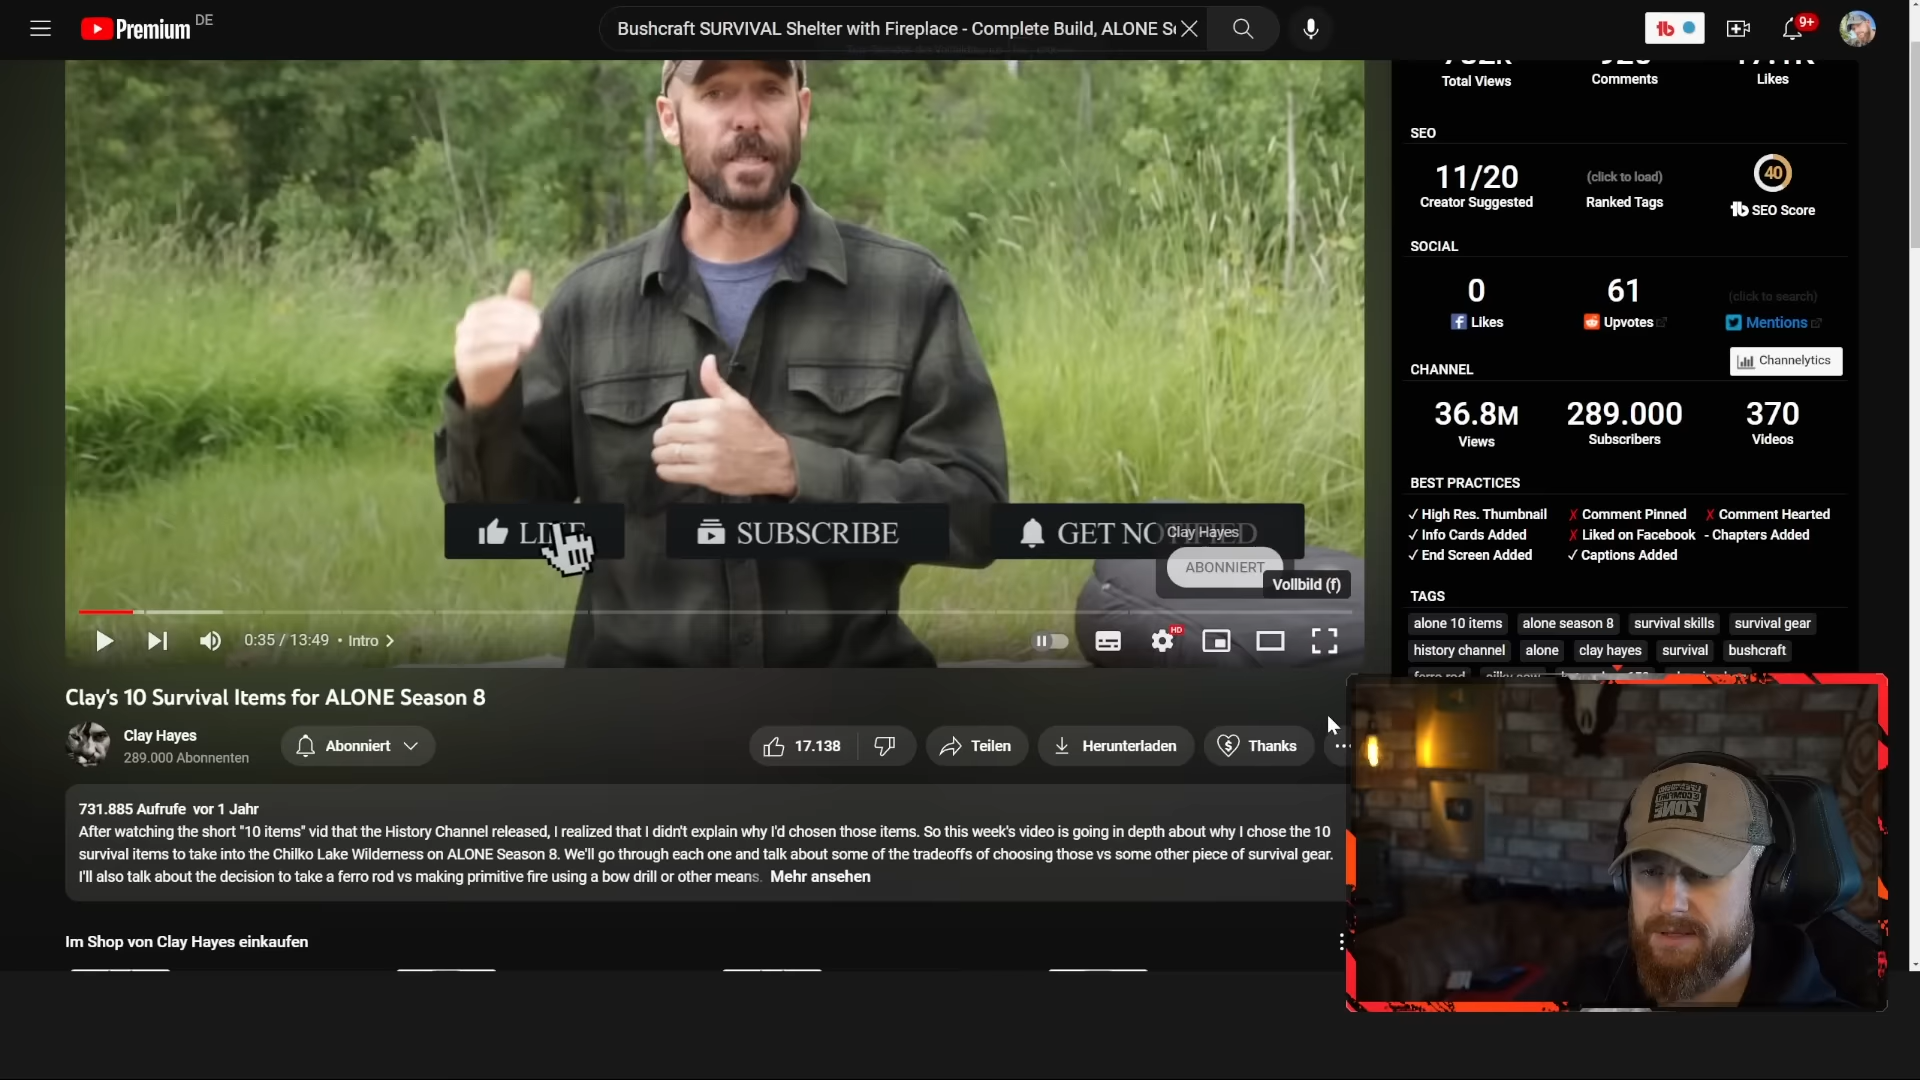 Premium DE
Bushcraft SURVIVAL Shelter with Fireplace - Complete Build, ALONE S
9+
Total Views
Comments
Likes
SEO
11/20
Creator Suggested
(click to load)
Ranked Tags
40
SEO Score
SOCIAL
0
Likes
61
Upvotes
(click to search)
Mentions
CHANNEL
Channelytics
36.8M
Views
289.000
Subscribers
370
Videos
BEST PRACTICES
✓ High Res. Thumbnail ✗ Comment Pinned ✗ Comment Hearted
✓ Info Cards Added ✗ Liked on Facebook - Chapters Added
✓ End Screen Added ✓ Captions Added
TAGS
alone 10 items alone season 8 survival skills survival gear
history channel alone clay hayes survival bushcraft
LIKE SUBSCRIBE GET NOTIFIED
Clay Hayes
ABONNIERT
Vollbild (f)
0:35 / 13:49 • Intro
HD
Clay's 10 Survival Items for ALONE Season 8
Clay Hayes
289.000 Abonnenten
Abonniert
17.138
Teilen
Herunterladen
Thanks
731.885 Aufrufe vor 1 Jahr
After watching the short "10 items" vid that the History Channel released, I realized that I didn't explain why I'd chosen those items. So this week's video is going in depth about why I chose the 10
survival items to take into the Chilko Lake Wilderness on ALONE Season 8. We'll go through each one and talk about some of the tradeoffs of choosing those vs some other piece of survival gear.
I'll also talk about the decision to take a ferro rod vs making primitive fire using a bow drill or other means. Mehr ansehen
Im Shop von Clay Hayes einkaufen
ZONE